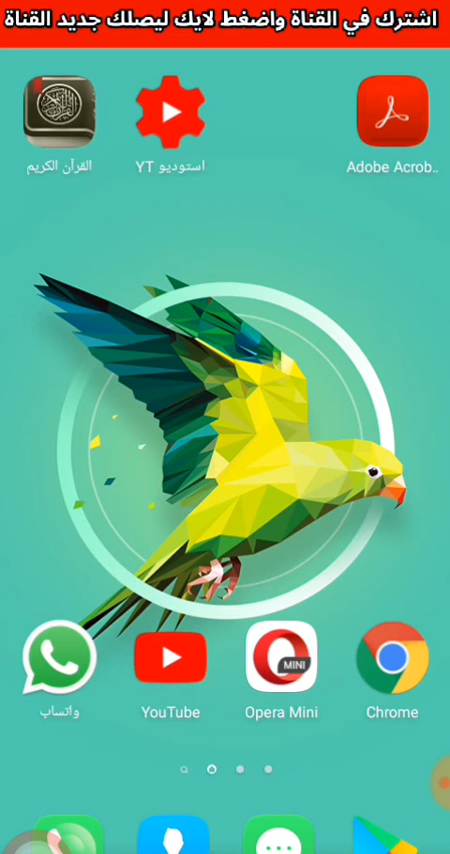 اشترك في القناة واضغط لايك ليصلك جديد القناة
القرآن الكريم
استوديو YT
Adobe Acrob..
واتساب
YouTube
MINI
Opera Mini
Chrome